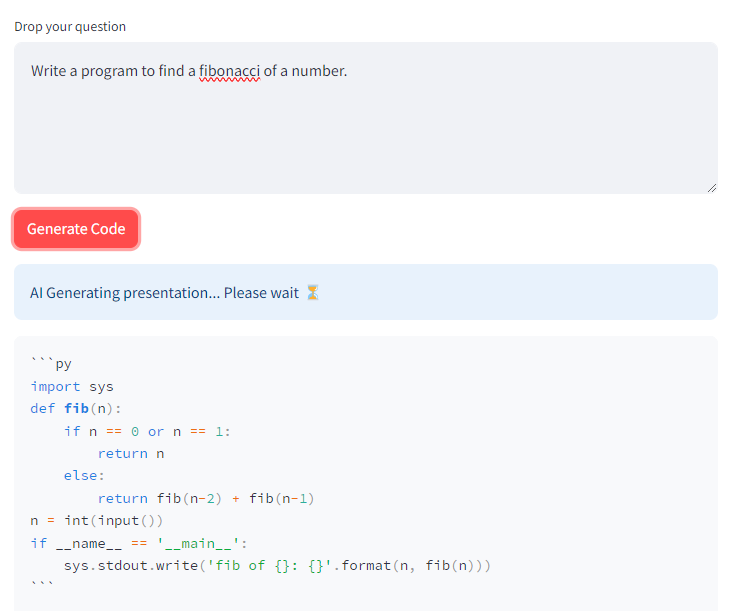 Drop your question
Write a program to find a fibonacci of a number.
Generate Code
AI Generating presentation... Please wait ⏳
```py
import sys
def fib(n):
    if n == 0 or n == 1:
        return n
    else:
        return fib(n-2) + fib(n-1)
n = int(input())
if __name__ == '__main__':
    sys.stdout.write('fib of {}: {}'.format(n, fib(n)))
```